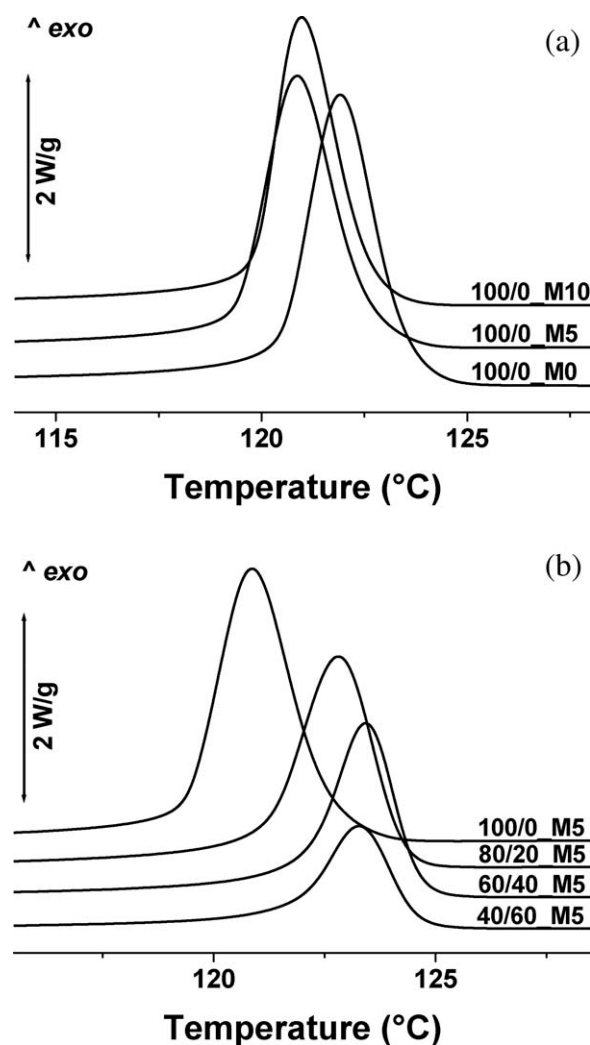 ^ exo
(a)
2 W/g
100/0_M10
100/0_M5
100/0_M0
115
120
125
Temperature (°C)
^ exo
(b)
2 W/g
100/0_M5
80/20_M5
60/40_M5
40/60_M5
120
125
Temperature (°C)